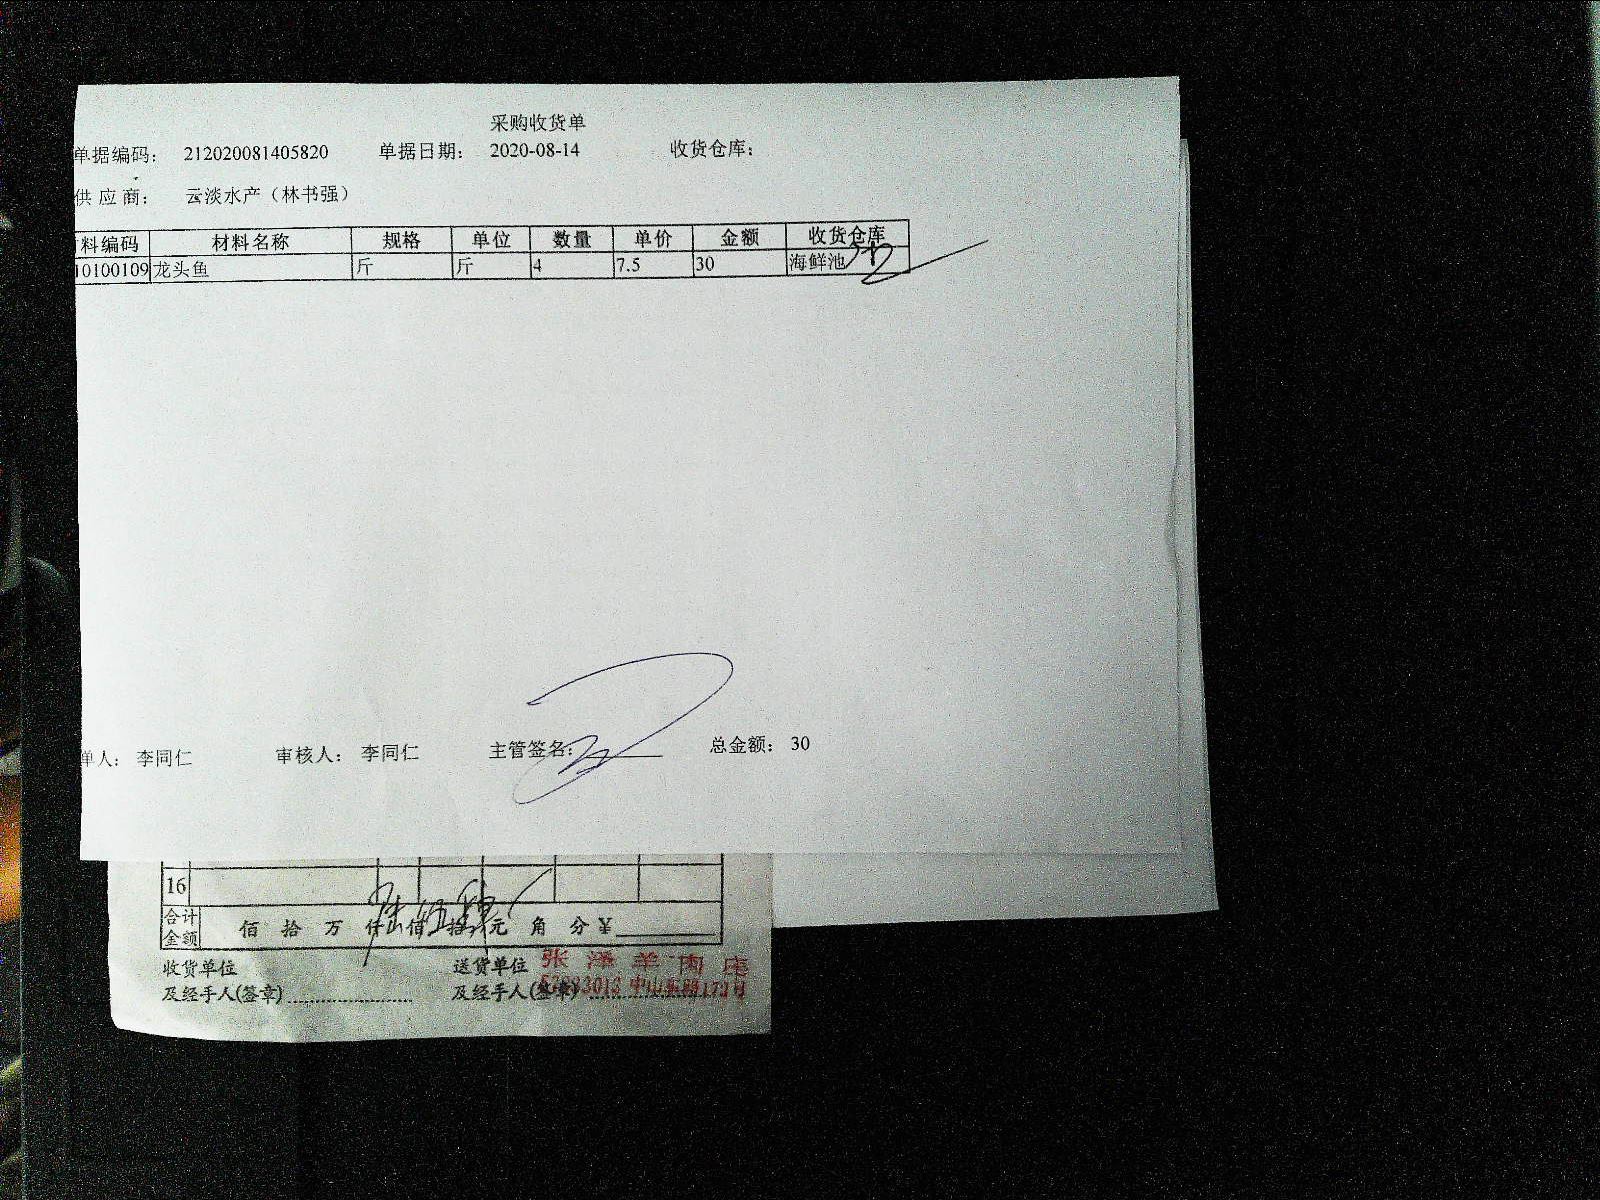 采购收货单
单据编码： 212020081405820 单据日期： 2020-08-14 收货仓库：
供应商： 云淡水产（林书强）
料编码 材料名称 规格 单位 数量 单价 金额 收货仓库
10100109 龙头鱼 斤 斤 4 7.5 30 海鲜池
单人： 李同仁 审核人： 李同仁 主管签名： 总金额： 30
16
合计金额 佰 拾 万 仟 佰 拾 元 角 分 ¥
收货单位 送货单位 张泽羊肉庄
及经手人(签章) 及经手人(签章)